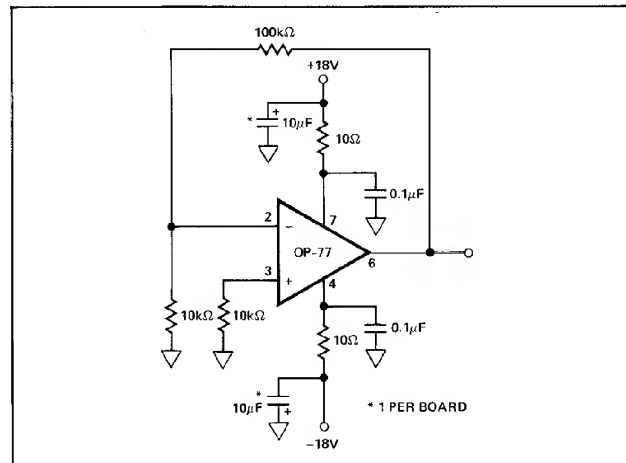 100kΩ
+18V
* + 10μF
10Ω
0.1μF
2 − 7
OP-77
6
3 + 4
10kΩ 10kΩ
10Ω
0.1μF
*
10μF +
* 1 PER BOARD
−18V